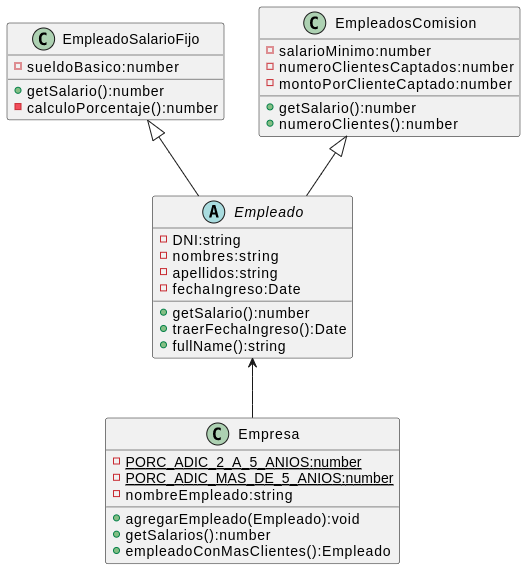 C EmpleadoSalarioFijo
sueldoBasico:number
getSalario():number
calculoPorcentaje():number
C EmpleadosComision
salarioMinimo:number
numeroClientesCaptados:number
montoPorClienteCaptado:number
getSalario():number
numeroClientes():number
A Empleado
DNI:string
nombres:string
apellidos:string
fechaIngreso:Date
getSalario():number
traerFechaIngreso():Date
fullName():string
C Empresa
PORC_ADIC_2_A_5_ANIOS:number
PORC_ADIC_MAS_DE_5_ANIOS:number
nombreEmpleado:string
agregarEmpleado(Empleado):void
getSalarios():number
empleadoConMasClientes():Empleado